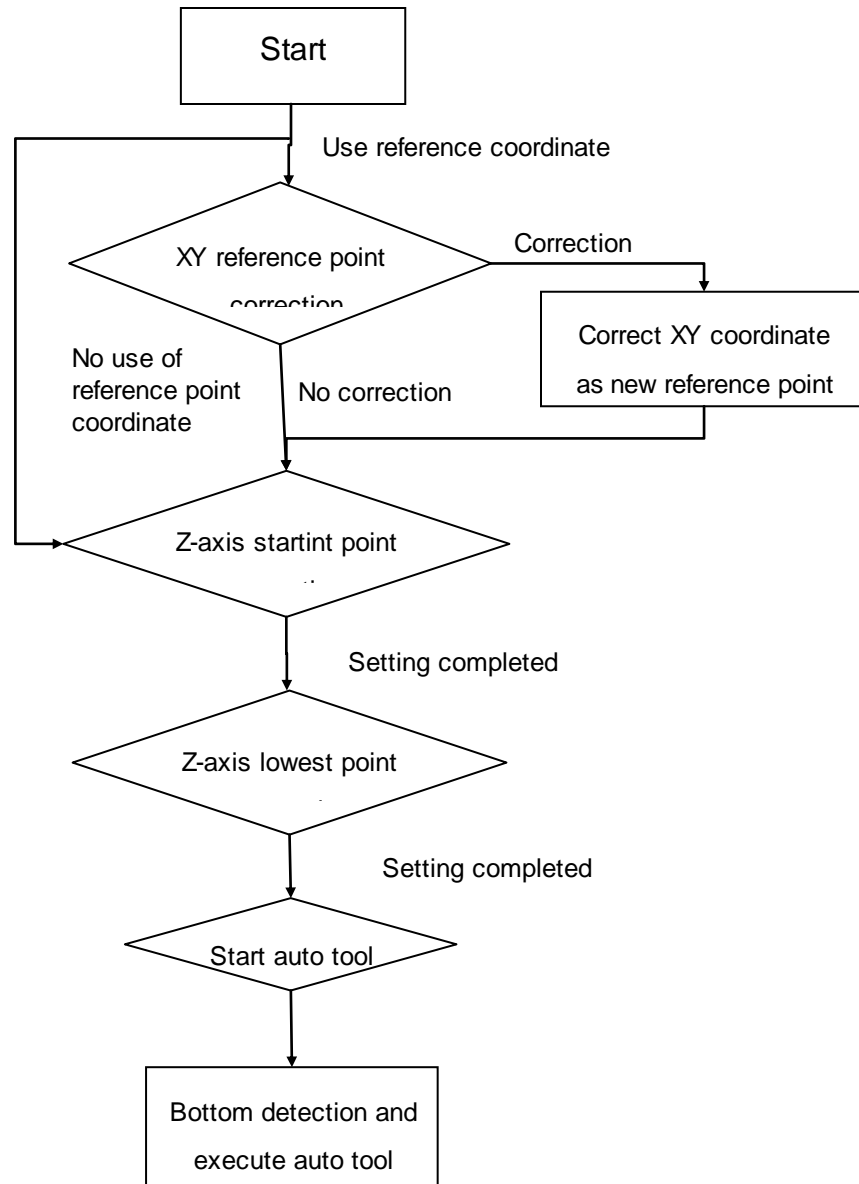 Start
Use reference coordinate
XY reference point
correction
Correction
Correct XY coordinate
as new reference point
No use of
reference point
coordinate
No correction
Z-axis startint point
Setting completed
Z-axis lowest point
Setting completed
Start auto tool
Bottom detection and
execute auto tool